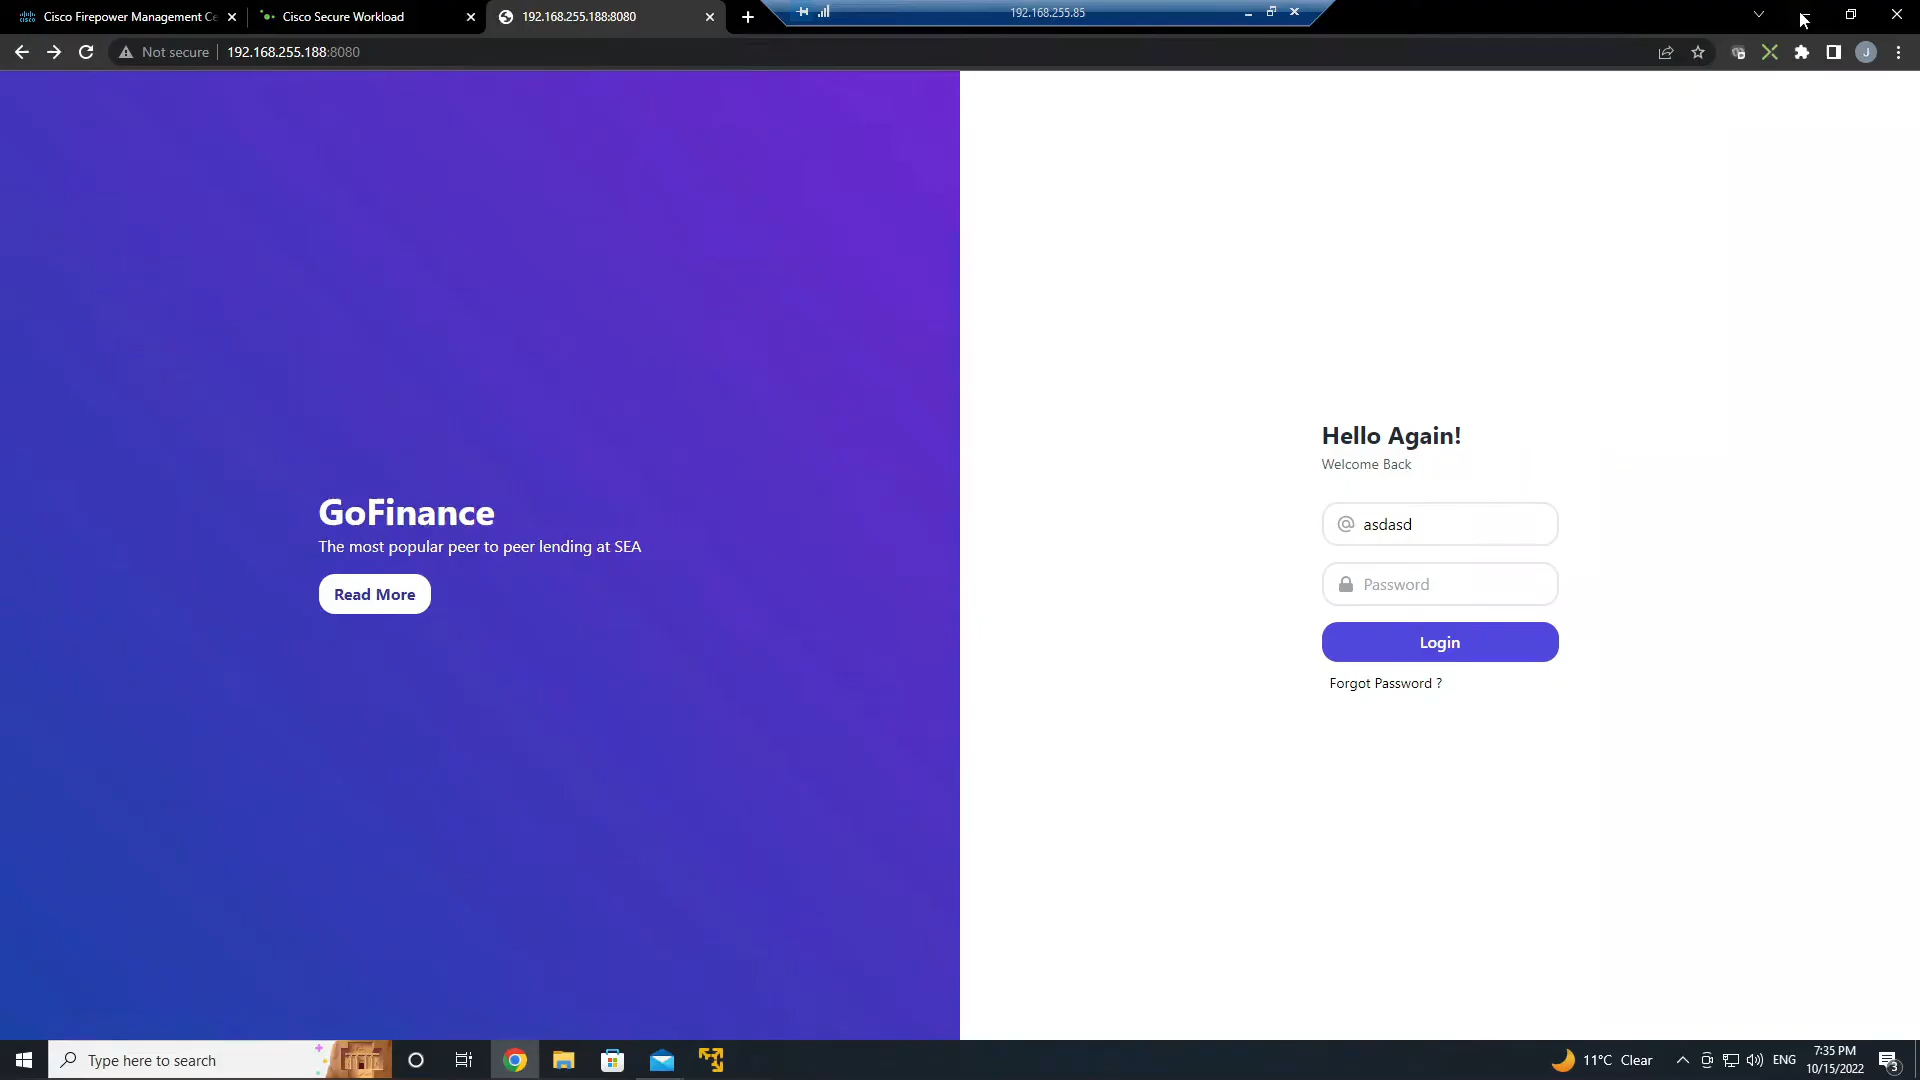 Cisco Firepower Management Ce
Cisco Secure Workload
192.168.255.188:8080
192.168.255.85
Not secure
192.168.255.188:8080
J
GoFinance
The most popular peer to peer lending at SEA
Read More
Hello Again!
Welcome Back
@ asdasd
Password
Login
Forgot Password ?
Type here to search
11°C Clear
ENG
7:35 PM
10/15/2022
3